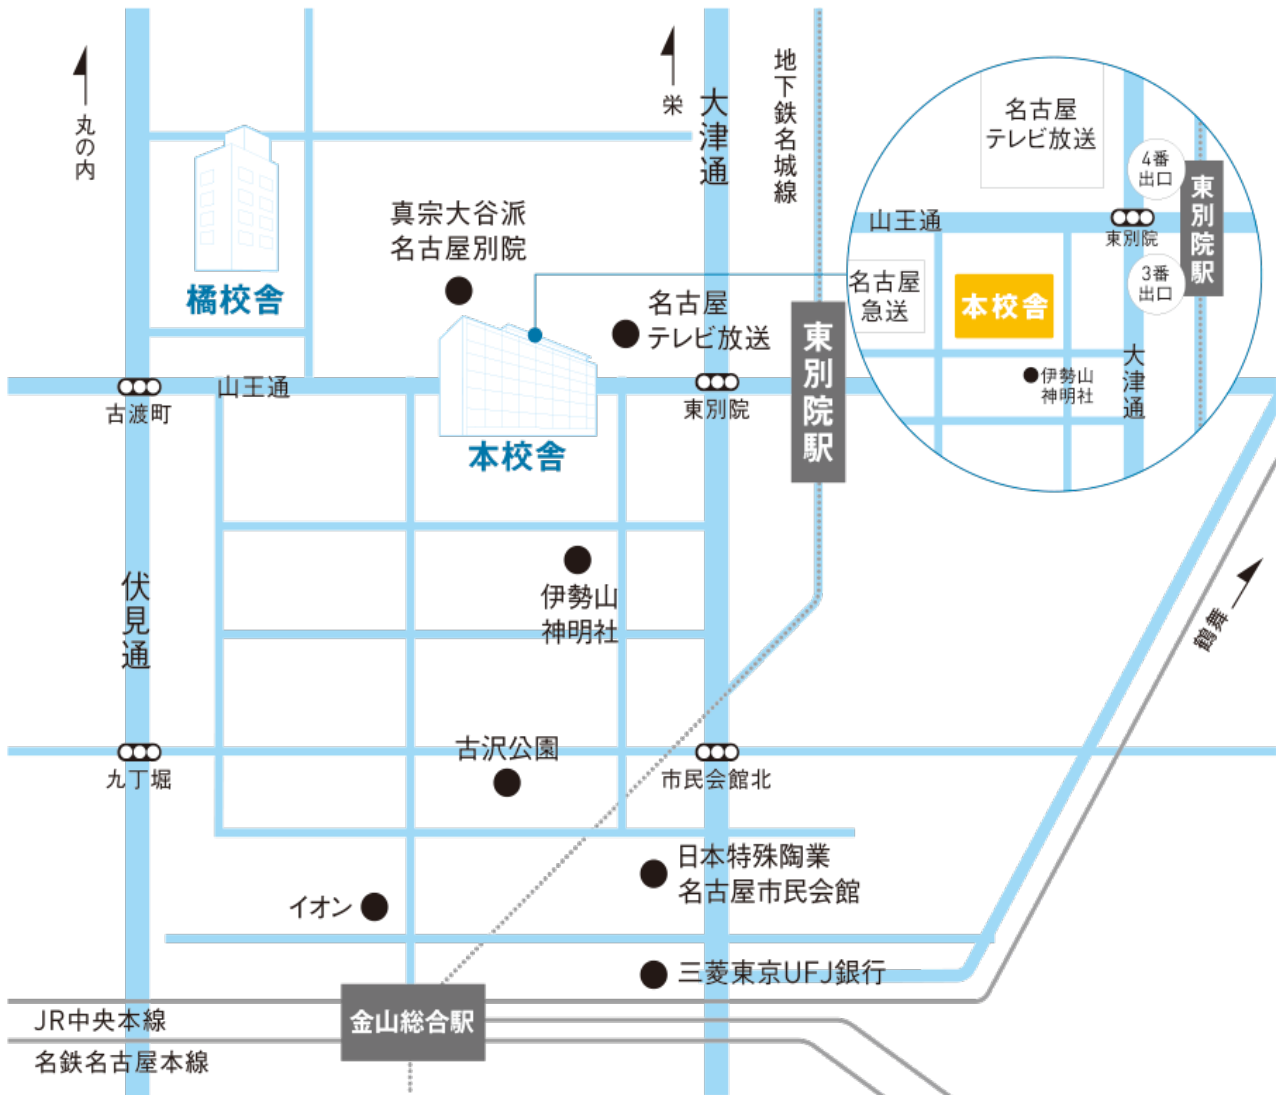 丸の内
栄
大津通
地下鉄名城線
名古屋
テレビ放送
4番
出口
東別院駅
山王通
東別院
3番
出口
名古屋
急送
本校舎
大津通
伊勢山
神明社
真宗大谷派
名古屋別院
橘校舎
名古屋
テレビ放送
東別院駅
山王通
古渡町
東別院
本校舎
伏見通
伊勢山
神明社
鶴舞
古沢公園
九丁堀
市民会館北
日本特殊陶業
名古屋市民会館
イオン
三菱東京UFJ銀行
JR中央本線
金山総合駅
名鉄名古屋本線